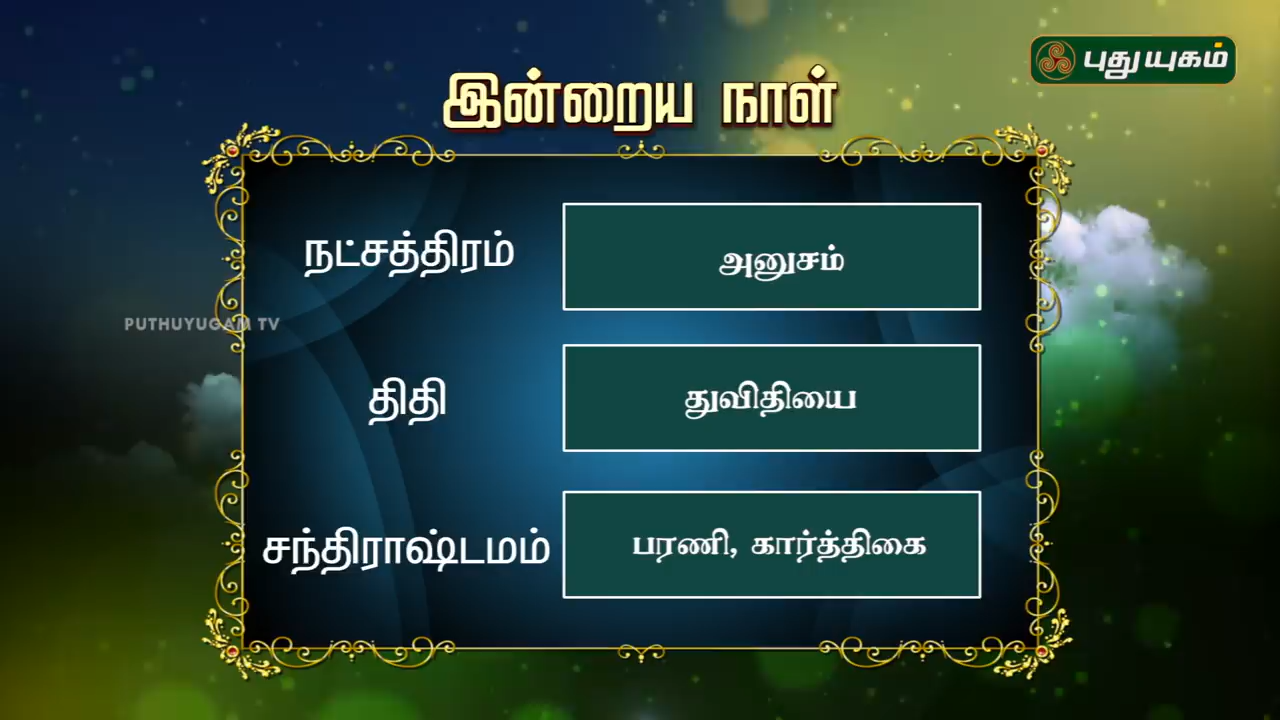 புதுயுகம்
இன்றைய நாள்
நட்சத்திரம்
அனுசம்
PUTHUYUGAM TV
திதி
துவிதியை
சந்திராஷ்டமம்
பரணி, கார்த்திகை